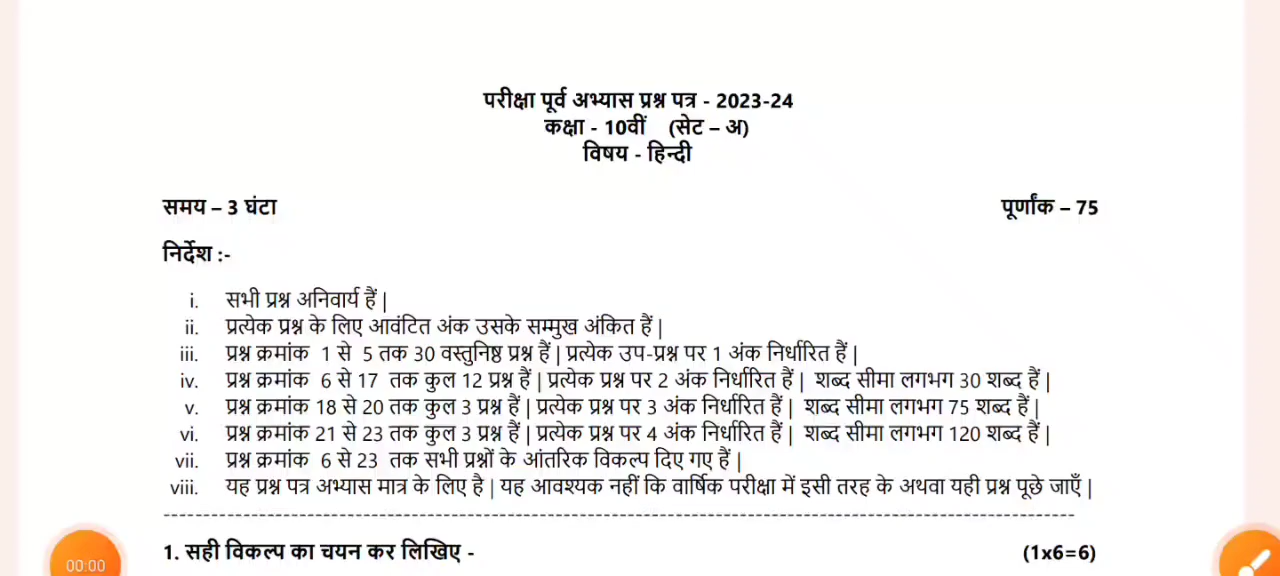 परीक्षा पूर्व अभ्यास प्रश्न पत्र - 2023-24
कक्षा - 10वीं (सेट – अ)
विषय - हिन्दी
समय – 3 घंटा पूर्णांक – 75
निर्देश :-
i. सभी प्रश्न अनिवार्य हैं |
ii. प्रत्येक प्रश्न के लिए आवंटित अंक उसके सम्मुख अंकित हैं |
iii. प्रश्न क्रमांक 1 से 5 तक 30 वस्तुनिष्ठ प्रश्न हैं | प्रत्येक उप-प्रश्न पर 1 अंक निर्धारित हैं |
iv. प्रश्न क्रमांक 6 से 17 तक कुल 12 प्रश्न हैं | प्रत्येक प्रश्न पर 2 अंक निर्धारित हैं | शब्द सीमा लगभग 30 शब्द हैं |
v. प्रश्न क्रमांक 18 से 20 तक कुल 3 प्रश्न हैं | प्रत्येक प्रश्न पर 3 अंक निर्धारित हैं | शब्द सीमा लगभग 75 शब्द हैं |
vi. प्रश्न क्रमांक 21 से 23 तक कुल 3 प्रश्न हैं | प्रत्येक प्रश्न पर 4 अंक निर्धारित हैं | शब्द सीमा लगभग 120 शब्द हैं |
vii. प्रश्न क्रमांक 6 से 23 तक सभी प्रश्नों के आंतरिक विकल्प दिए गए हैं |
viii. यह प्रश्न पत्र अभ्यास मात्र के लिए है | यह आवश्यक नहीं कि वार्षिक परीक्षा में इसी तरह के अथवा यही प्रश्न पूछे जाएँ |
1. सही विकल्प का चयन कर लिखिए - (1x6=6)
00:00